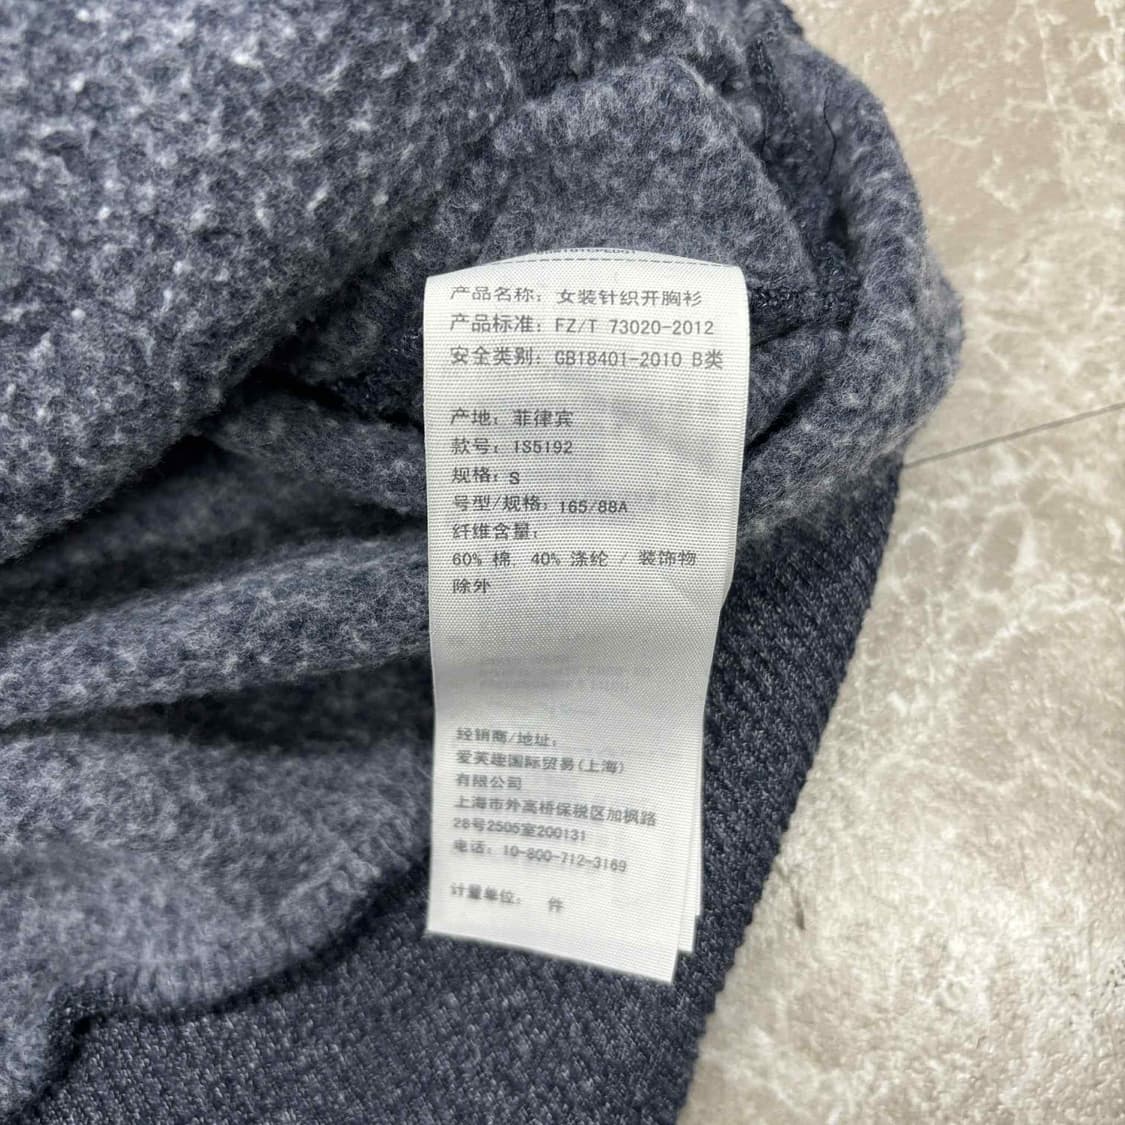 产品名称：女装针织开胸衫
产品标准：FZ/T 73020-2012
安全类别：GB18401-2010 B类
产地：菲律宾
款号：1S5192
规格：S
号型/规格：165/88A
纤维含量：
60% 棉, 40% 涤纶 / 装饰物
除外
经销商/地址：
爱芙趣国际贸易(上海)
有限公司
上海市外高桥保税区加枫路
28号2505室200131
电话：10-800-712-3169
计量单位： 件